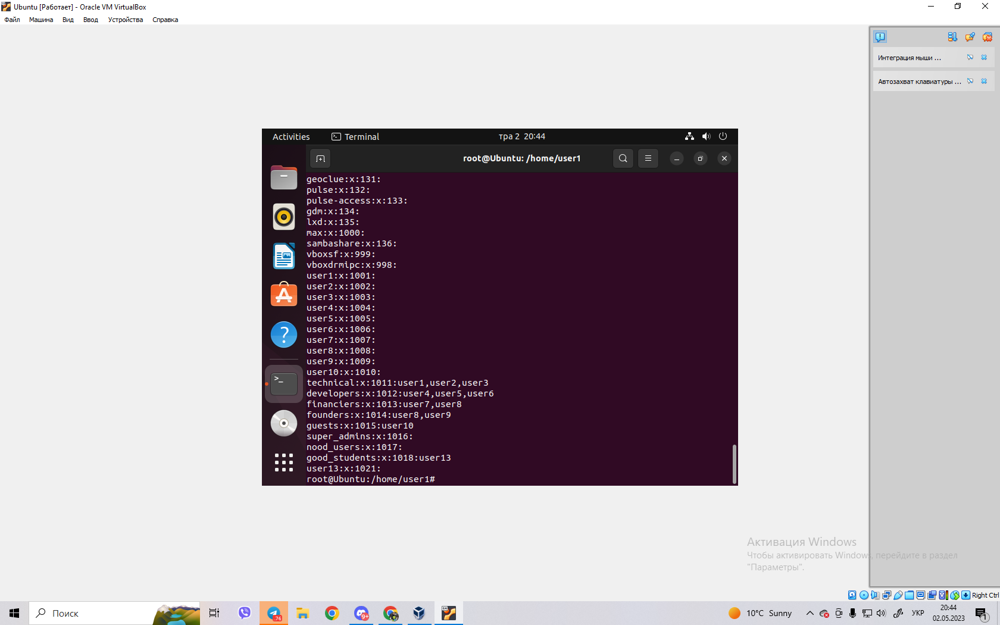 Ubuntu [Работает] - Oracle VM VirtualBox
Файл Машина Вид Ввод Устройства Справка
Интеграция мыши ...
Автозахват клавиатуры ...
Activities Terminal тра 2 20:44
root@Ubuntu: /home/user1
geoclue:x:131:
pulse:x:132:
pulse-access:x:133:
gdm:x:134:
lxd:x:135:
max:x:1000:
sambashare:x:136:
vboxsf:x:999:
vboxdrmipc:x:998:
user1:x:1001:
user2:x:1002:
user3:x:1003:
user4:x:1004:
user5:x:1005:
user6:x:1006:
user7:x:1007:
user8:x:1008:
user9:x:1009:
user10:x:1010:
technical:x:1011:user1,user2,user3
developers:x:1012:user4,user5,user6
financiers:x:1013:user7,user8
founders:x:1014:user8,user9
guests:x:1015:user10
super_admins:x:1016:
nood_users:x:1017:
good_students:x:1018:user13
user13:x:1021:
root@Ubuntu:/home/user1#
Активация Windows
Чтобы активировать Windows, перейдите в раздел
"Параметры".
Right Ctrl
Поиск
76
9+
64
10°C Sunny
УКР
20:44
02.05.2023
1